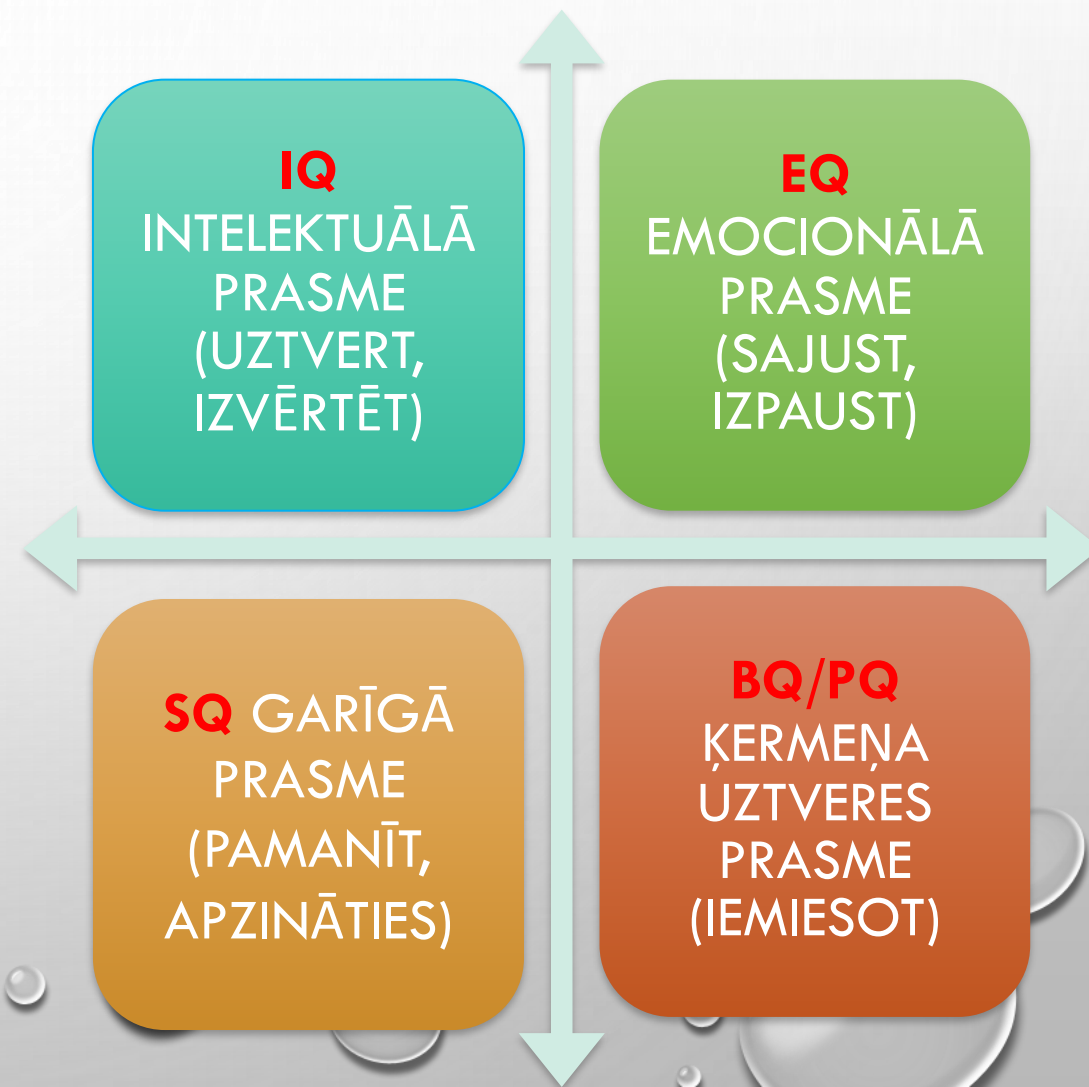 IQ
INTELEKTUĀLĀ
PRASME
(UZTVERT,
IZVĒRTĒT)
EQ
EMOCIONĀLĀ
PRASME
(SAJUST,
IZPAUST)
SQ GARĪGĀ
PRASME
(PAMANĪT,
APZINĀTIES)
BQ/PQ
ĶERMEŅA
UZTVERES
PRASME
(IEMIESOT)